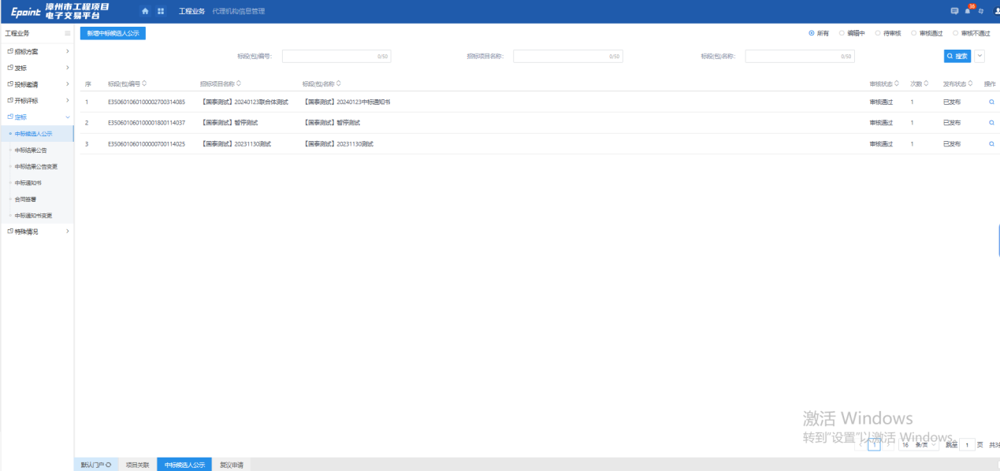 Epoint 漳州市工程项目电子交易平台 工程业务 代理机构信息管理 36
工程业务
新增中标候选人公示 所有 编辑中 待审核 审核通过 审核不通过
招标方案
标段(包)编号： 0/50 招标项目名称： 0/50 标段(包)名称： 0/50 搜索
发标
投标邀请
序 标段(包)编号 招标项目名称 标段(包)名称 审核状态 次数 发布状态 操作
开标评标
1 E350601060100002700314085 【国泰测试】20240123联合体测试 【国泰测试】20240123中标通知书 审核通过 1 已发布
定标
2 E350601060100001800114037 【国泰测试】暂停测试 【国泰测试】暂停测试 审核通过 1 已发布
中标候选人公示
3 E350601060100000700114025 【国泰测试】20231130测试 【国泰测试】20231130测试 审核通过 1 已发布
中标结果公告
中标结果公告变更
中标通知书
合同签署
中标通知书变更
特殊情况
激活 Windows
转到"设置"以激活 Windows。
1 16 条/页 跳至 1 页 共3
默认门户 项目关联 中标候选人公示 复议申请